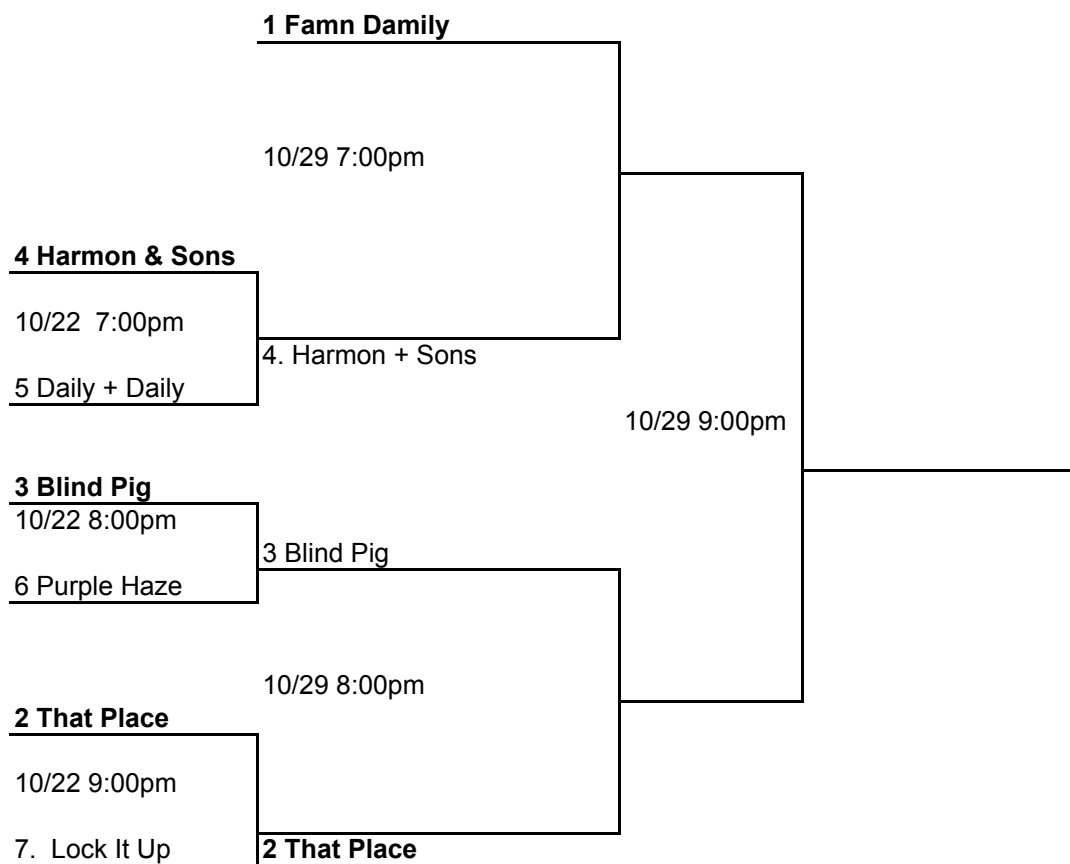 1 Famn Damily
10/29 7:00pm
4 Harmon & Sons
10/22  7:00pm
4. Harmon + Sons
5 Daily + Daily
10/29 9:00pm
3 Blind Pig
10/22 8:00pm
3 Blind Pig
6 Purple Haze
10/29 8:00pm
2 That Place
10/22 9:00pm
7.  Lock It Up
2 That Place